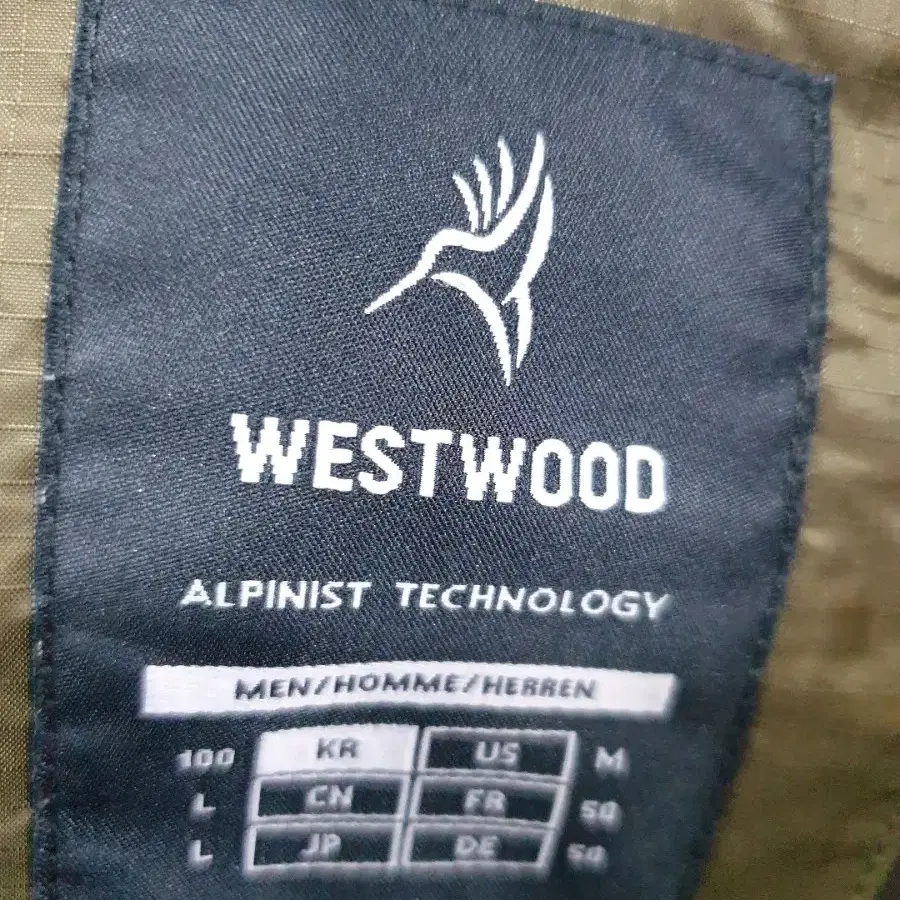 WESTWOOD
ALPINIST TECHNOLOGY
MEN/HOMME/HERREN
100 KR US M
L CN FR 50
L JP DE 50